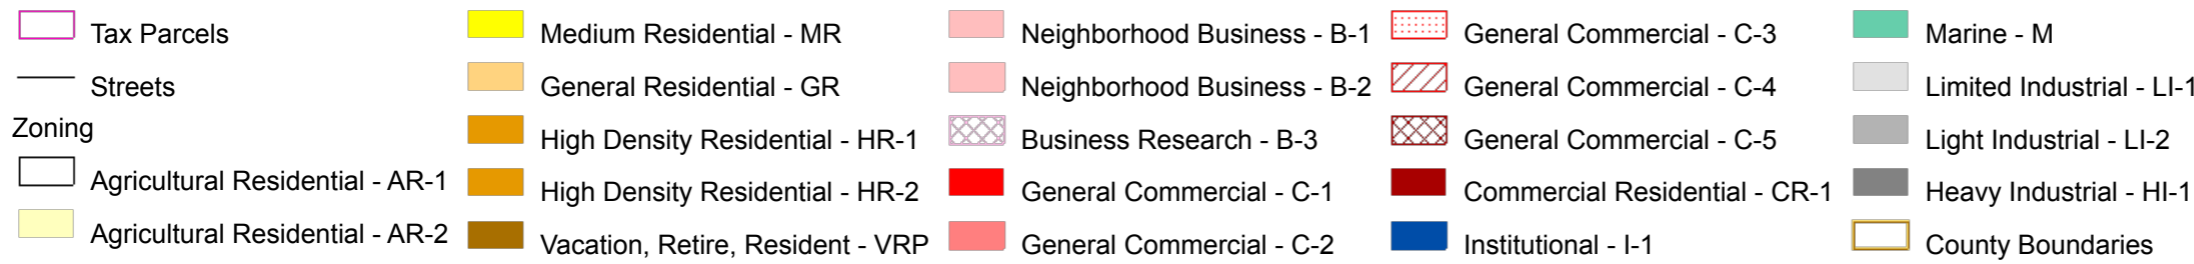 Tax Parcels
Streets
Zoning
Agricultural Residential - AR-1
Agricultural Residential - AR-2
Medium Residential - MR
General Residential - GR
High Density Residential - HR-1
High Density Residential - HR-2
Vacation, Retire, Resident - VRP
Neighborhood Business - B-1
Neighborhood Business - B-2
Business Research - B-3
General Commercial - C-1
General Commercial - C-2
General Commercial - C-3
General Commercial - C-4
General Commercial - C-5
Commercial Residential - CR-1
Institutional - I-1
Marine - M
Limited Industrial - LI-1
Light Industrial - LI-2
Heavy Industrial - HI-1
County Boundaries